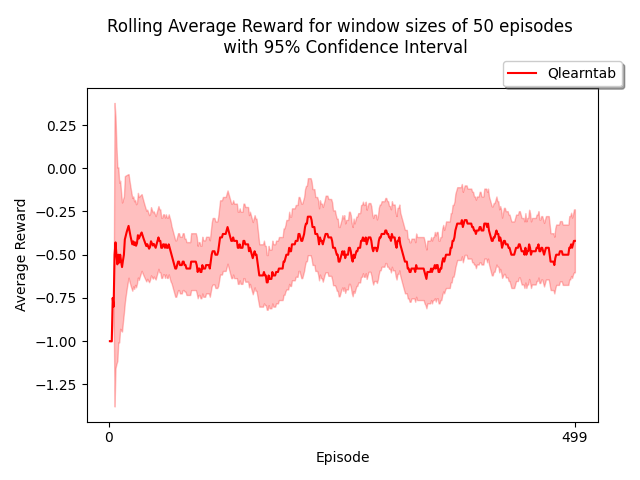 Rolling Average Reward for window sizes of 50 episodes
with 95% Confidence Interval
Qlearntab
0.25
0.00
−0.25
−0.50
−0.75
−1.00
−1.25
Average Reward
0
499
Episode